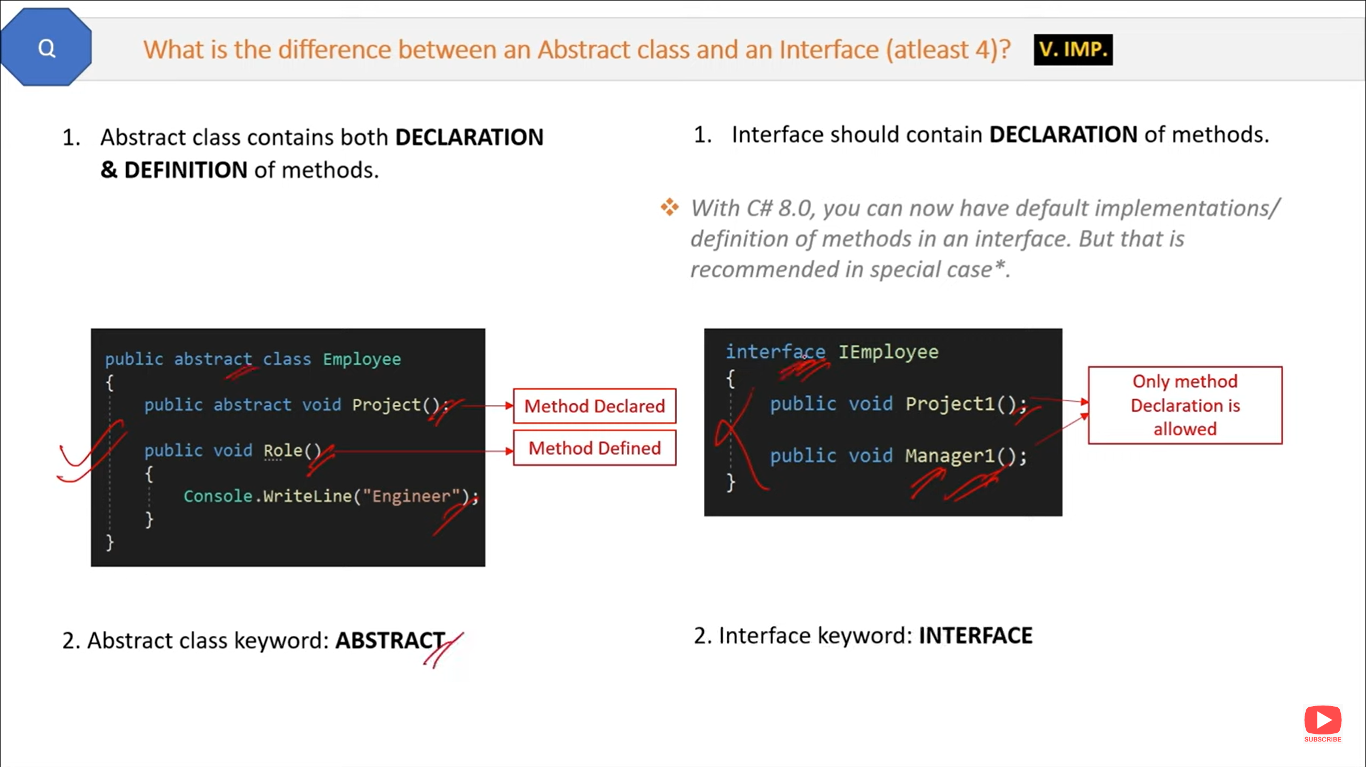 Q
What is the difference between an Abstract class and an Interface (atleast 4)?
V. IMP.
1. Abstract class contains both DECLARATION
& DEFINITION of methods.
1. Interface should contain DECLARATION of methods.
❖ With C# 8.0, you can now have default implementations/
definition of methods in an interface. But that is
recommended in special case*.
public abstract class Employee
{
public abstract void Project();
public void Role()
{
Console.WriteLine("Engineer");
}
}
Method Declared
Method Defined
interface IEmployee
{
public void Project1();
public void Manager1();
}
Only method
Declaration is
allowed
2. Abstract class keyword: ABSTRACT
2. Interface keyword: INTERFACE
SUBSCRIBE